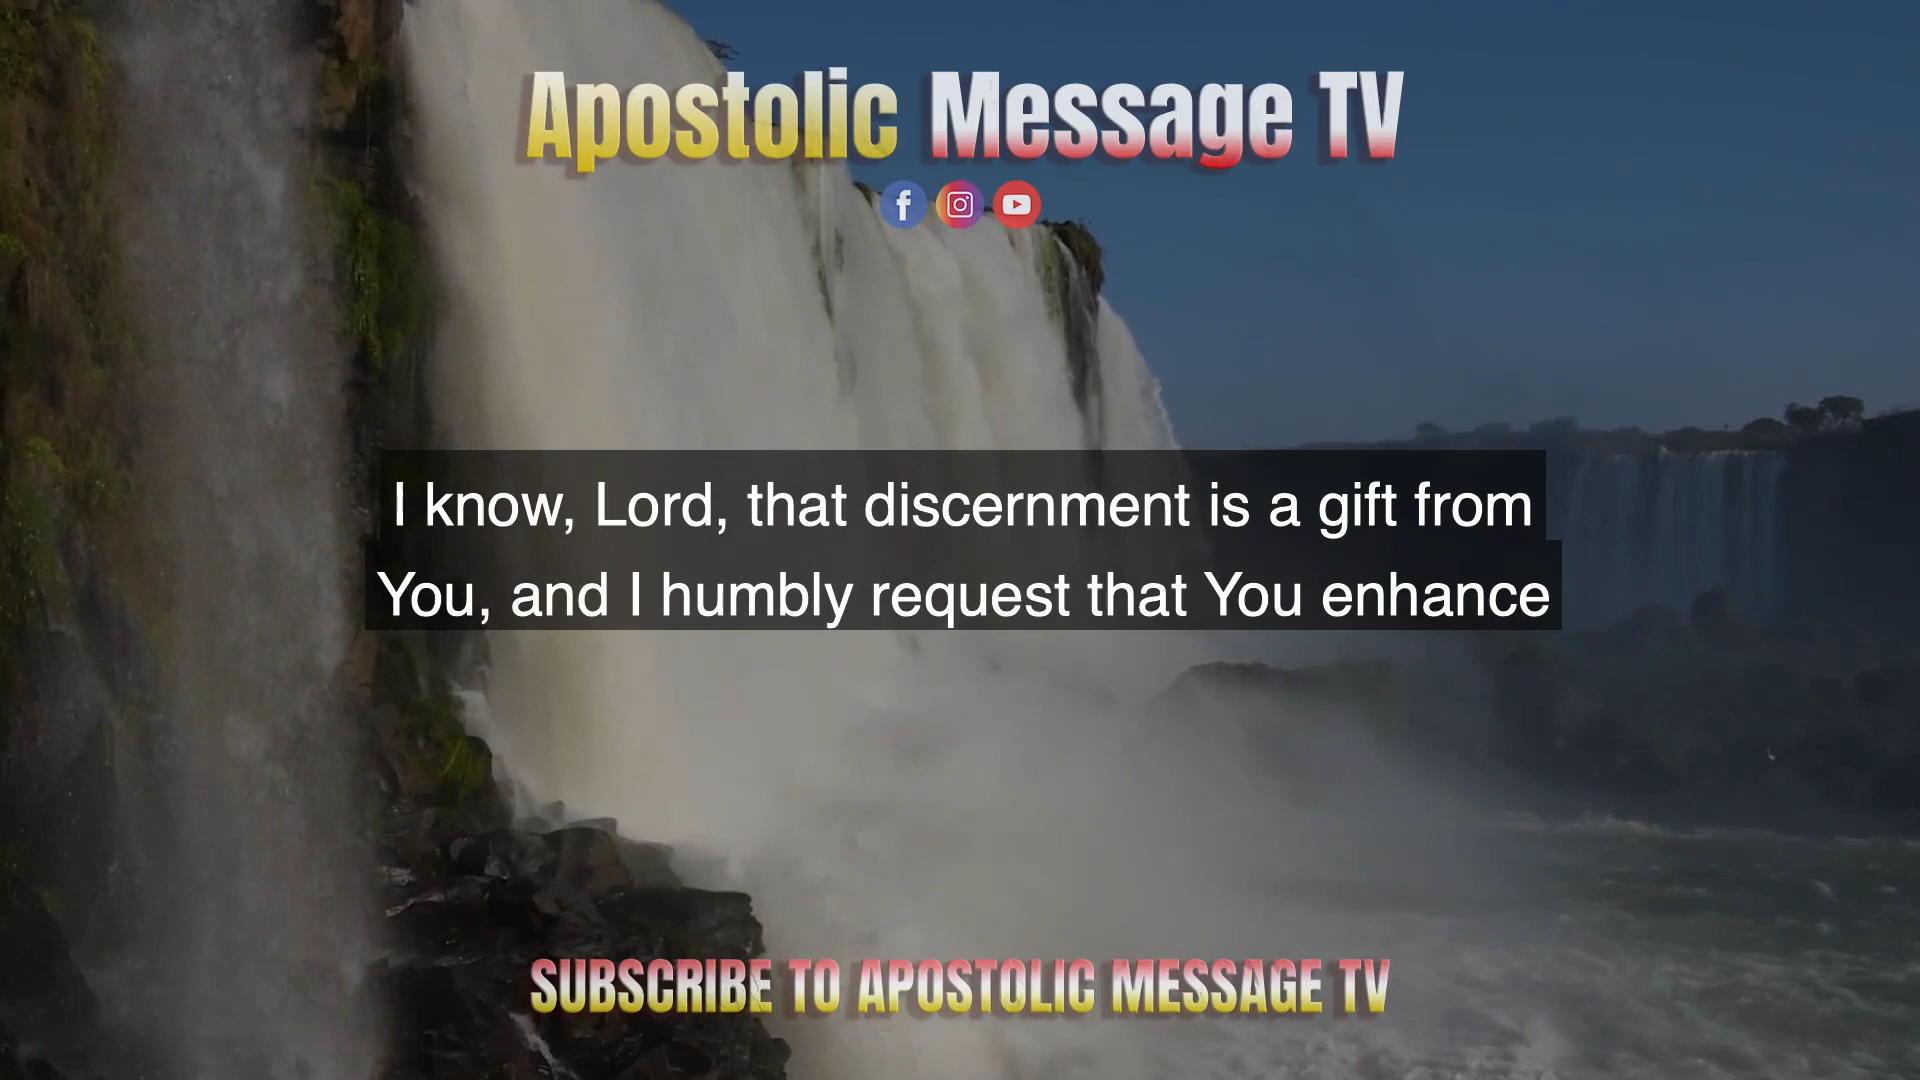 Apostolic Message TV
I know, Lord, that discernment is a gift from
You, and I humbly request that You enhance
SUBSCRIBE TO APOSTOLIC MESSAGE TV